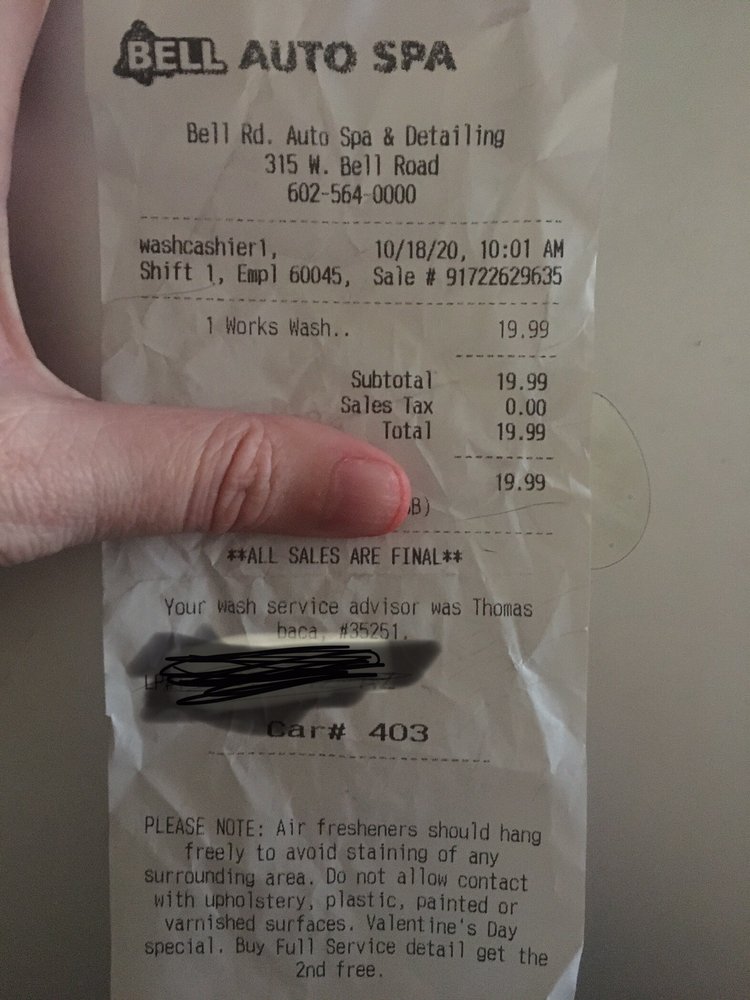 BELL AUTO SPA
Bell Rd. Auto Spa & Detailing
315 W. Bell Road
602-564-0000
washcashier1, 10/18/20, 10:01 AM
Shift 1, Empl 60045, Sale # 91722629635
1 Works Wash.. 19.99
Subtotal 19.99
Sales Tax 0.00
Total 19.99
19.99
B)
**ALL SALES ARE FINAL**
Your wash service advisor was Thomas
baca, #35251.
Car# 403
PLEASE NOTE: Air fresheners should hang
freely to avoid staining of any
surrounding area. Do not allow contact
with upholstery, plastic, painted or
varnished surfaces. Valentine's Day
special. Buy Full Service detail get the
2nd free.